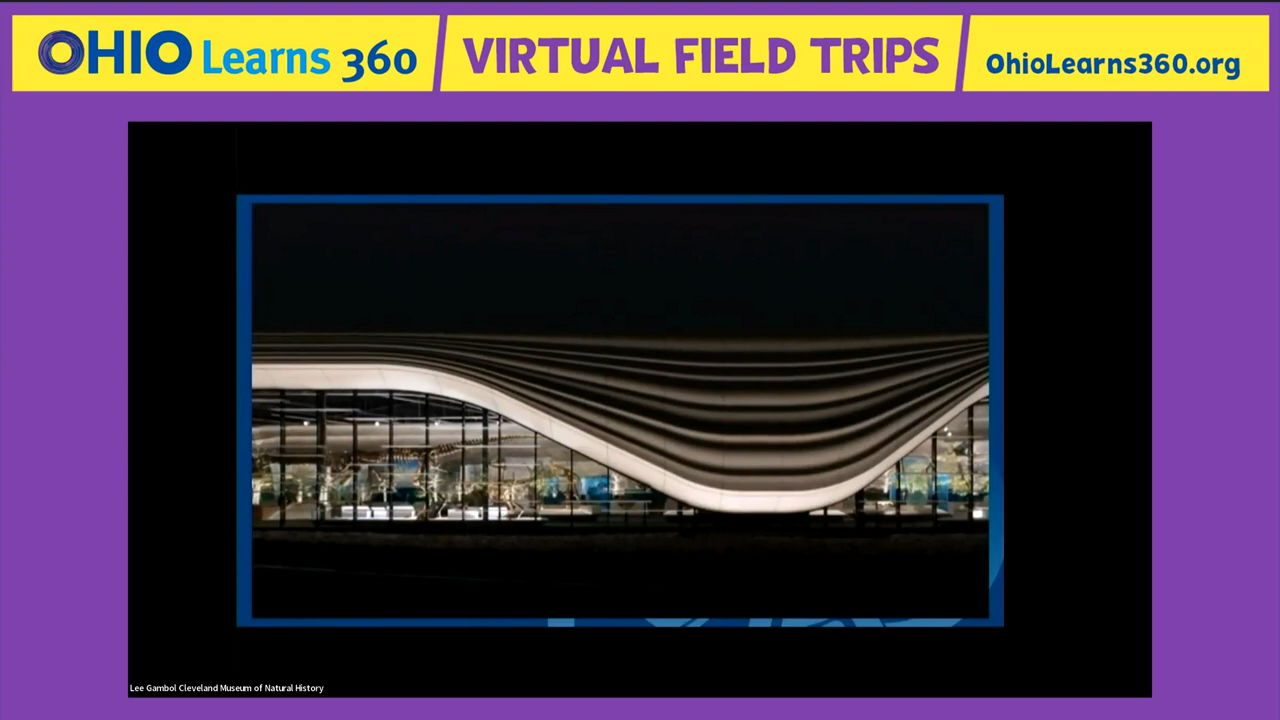 OHIO Learns 360
VIRTUAL FIELD TRIPS
OhioLearns360.org
Lee Gambol Cleveland Museum of Natural History